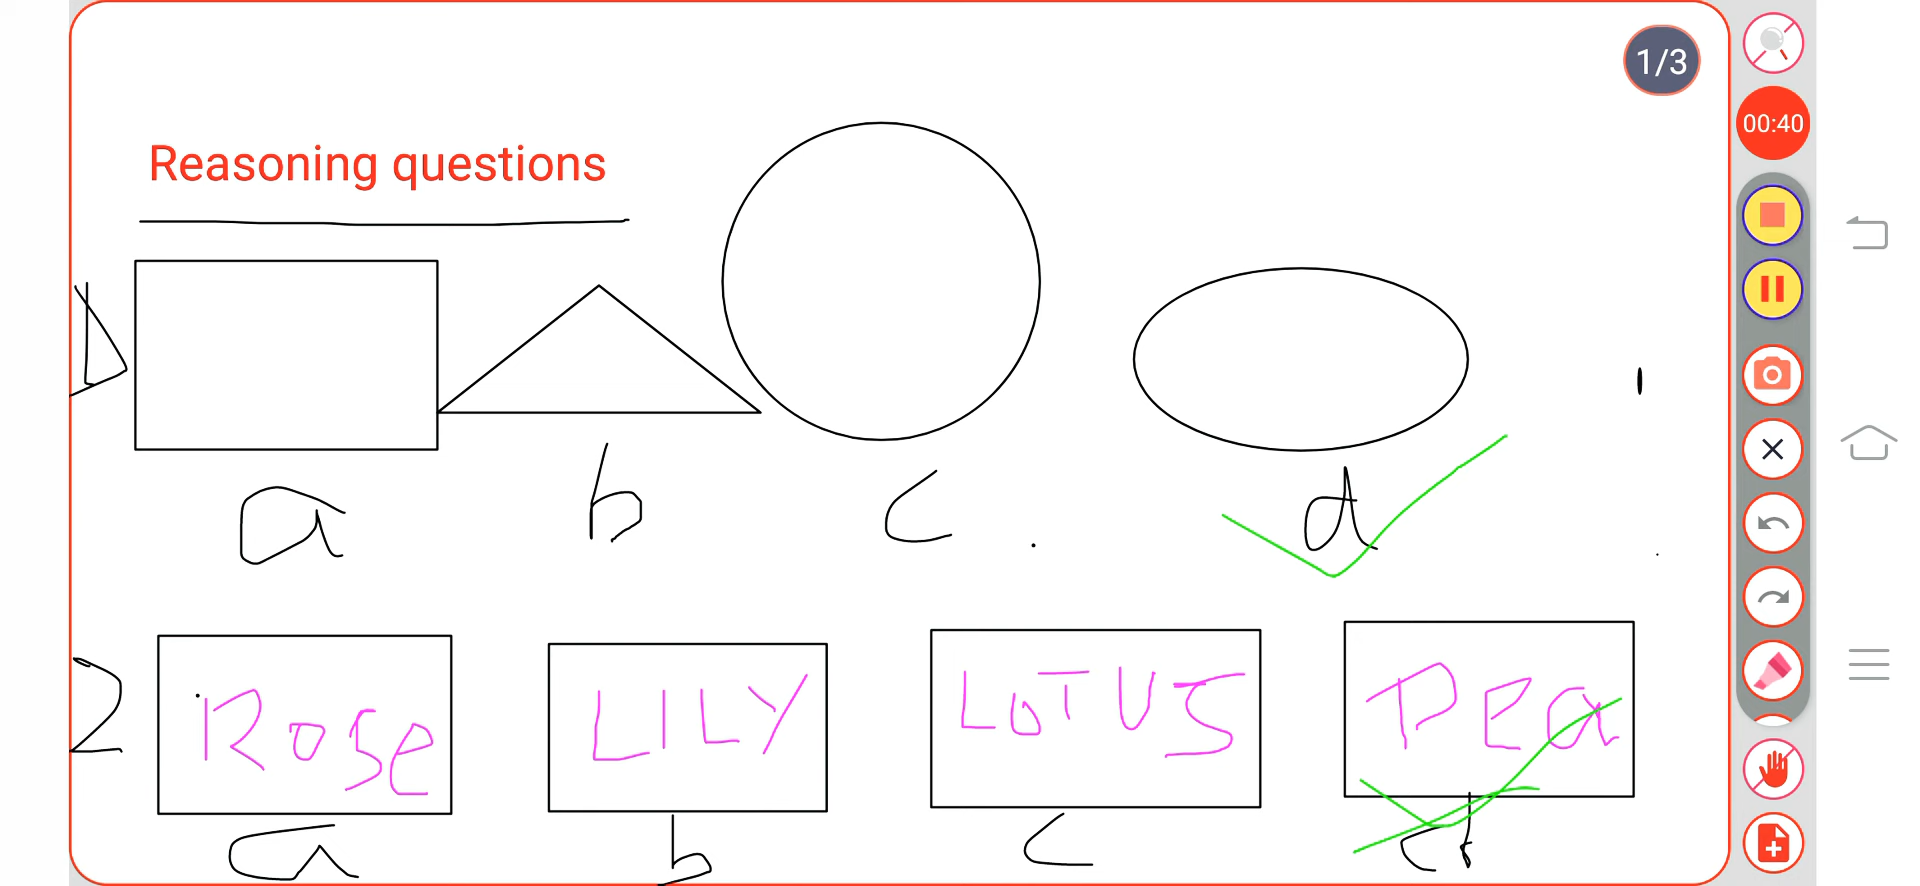 1/3
00:40
Reasoning questions
1)
a b c. d
2
Rose LILY LOTUS PEa
a b c d